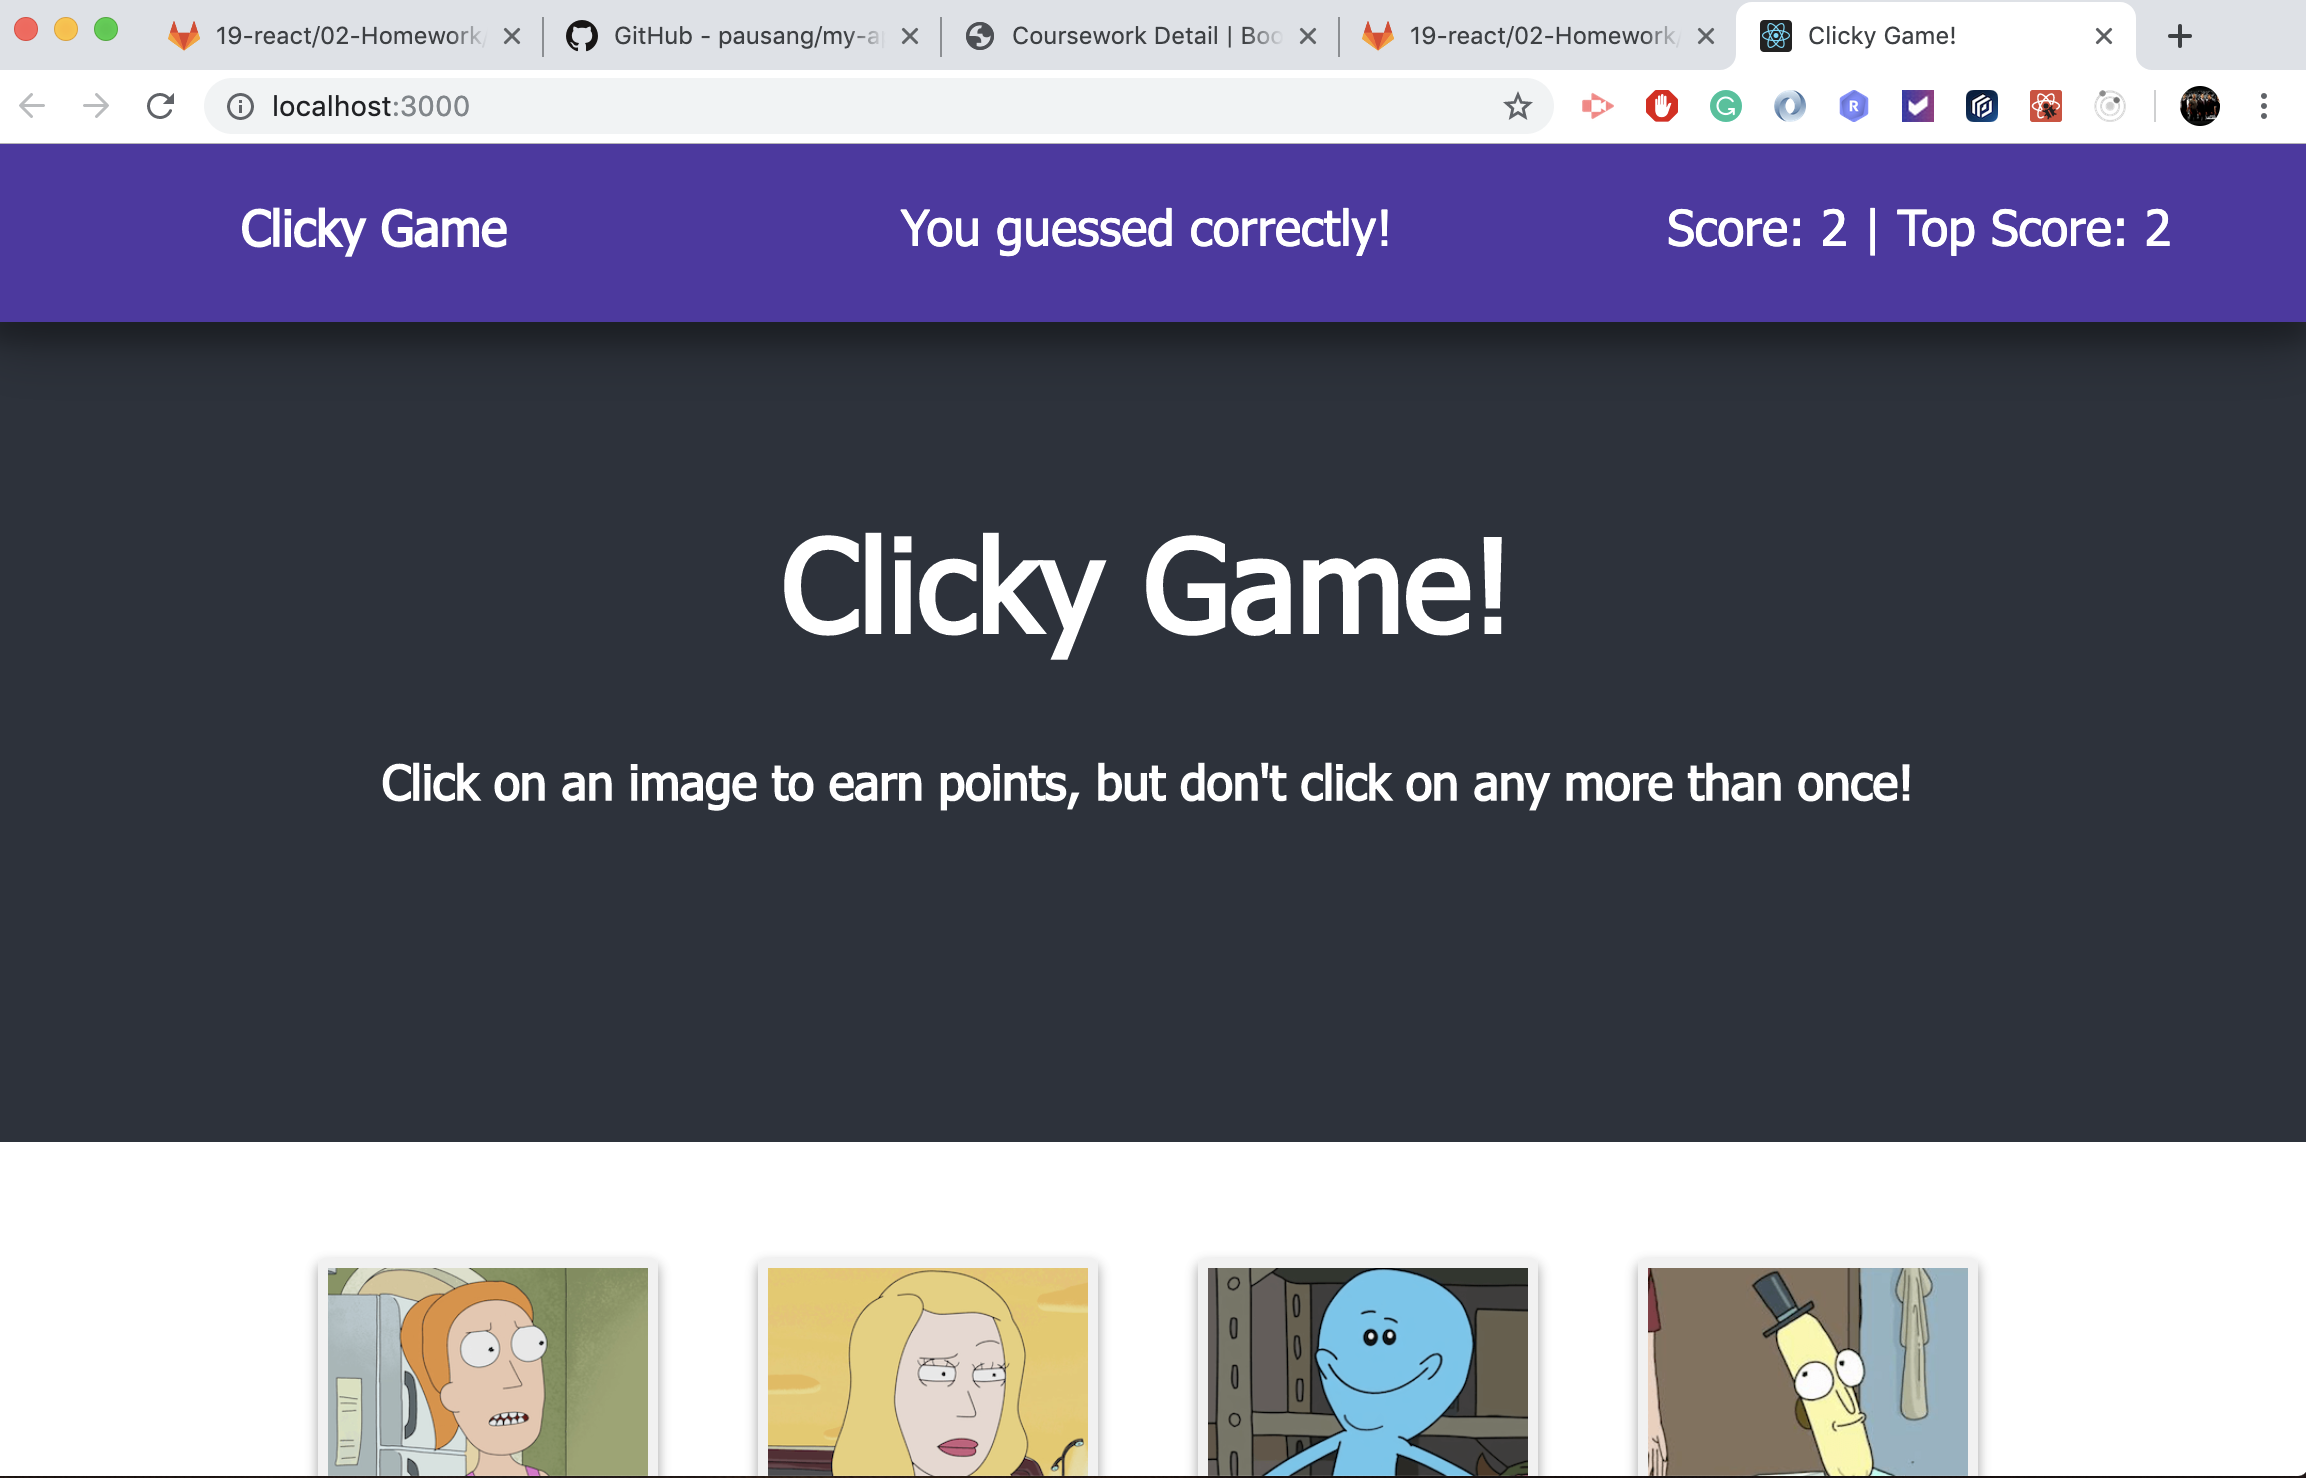 19-react/02-Homework/
GitHub - pausang/my-a
Coursework Detail | Boo
19-react/02-Homework/
Clicky Game!
localhost:3000
Clicky Game
You guessed correctly!
Score: 2 | Top Score: 2
Clicky Game!
Click on an image to earn points, but don't click on any more than once!